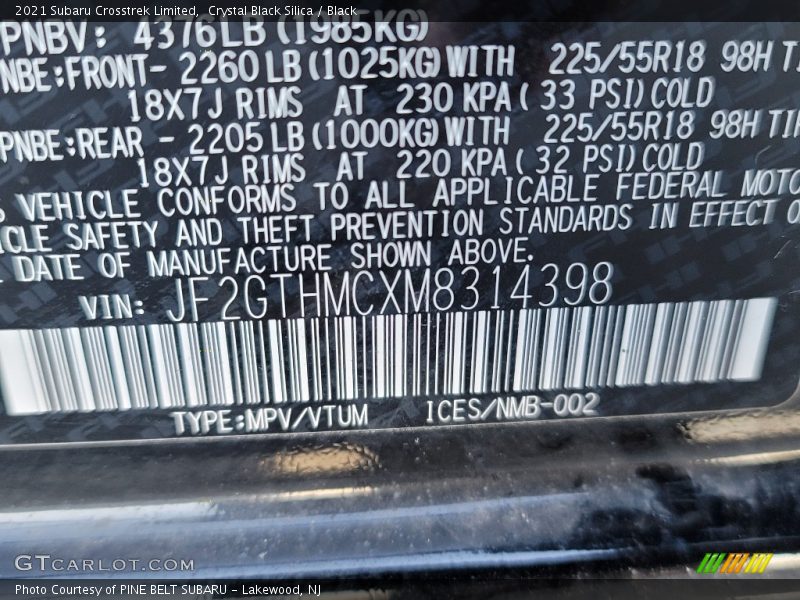 2021 Subaru Crosstrek Limited, Crystal Black Silica / Black
PNBV: 4376LB (1985KG)
PNBE:FRONT- 2260 LB (1025KG) WITH 225/55R18 98H
18X7J RIMS AT 230 KPA ( 33 PSI) COLD
PNBE:REAR - 2205 LB (1000KG) WITH 225/55R18 98H
18X7J RIMS AT 220 KPA ( 32 PSI) COLD
VEHICLE CONFORMS TO ALL APPLICABLE FEDERAL
SAFETY AND THEFT PREVENTION STANDARDS IN EFFECT
DATE OF MANUFACTURE SHOWN ABOVE.
VIN: JF2GTHMCXM8314398
TYPE:MPV/VTUM ICES/NMB-002
GTCARLOT.COM
Photo Courtesy of PINE BELT SUBARU - Lakewood, NJ